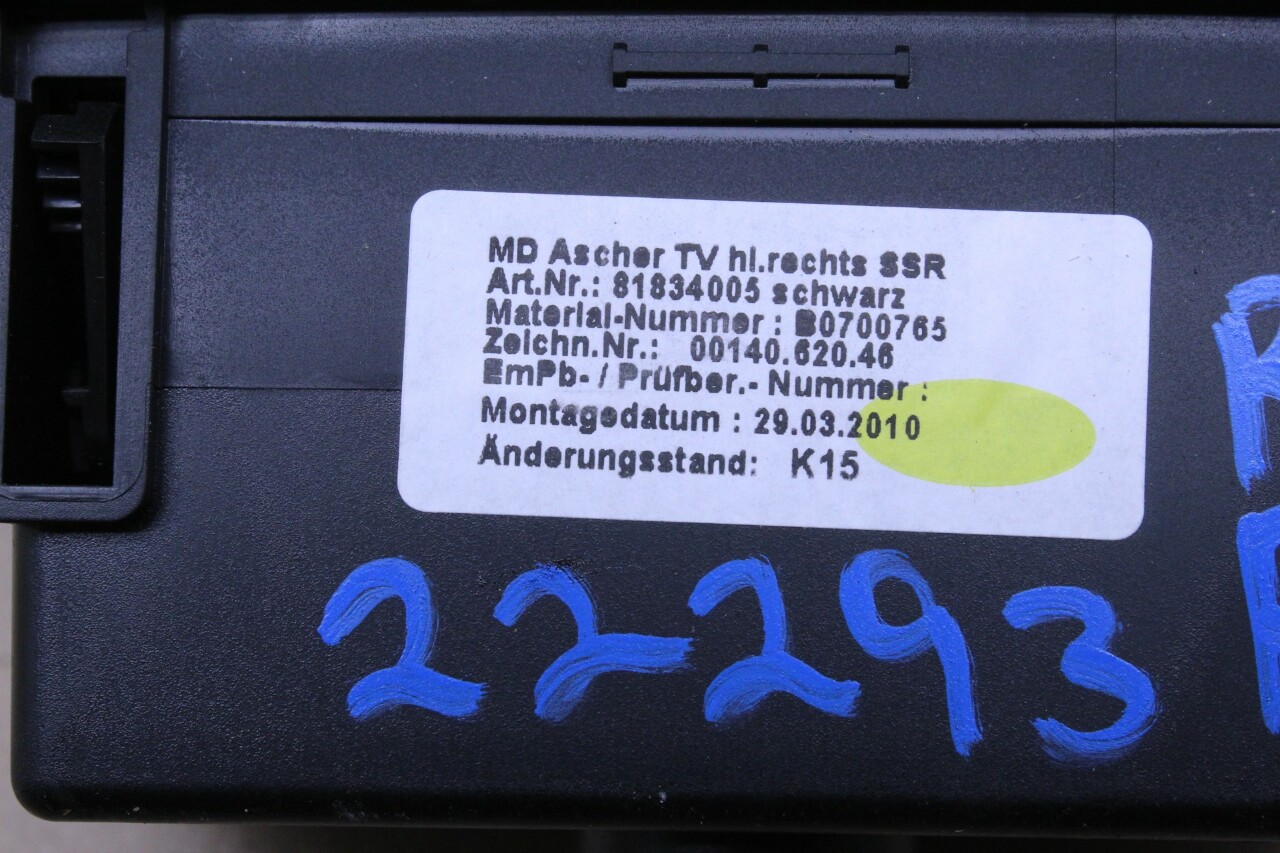 MD Ascher TV hl.rechts SSR
Art.Nr.: 81834005 schwarz
Material-Nummer : B0700765
Zeichn.Nr.: 00140.620.46
EmPb- / Prüfber.- Nummer :
Montagedatum : 29.03.2010
Änderungsstand: K15
22293